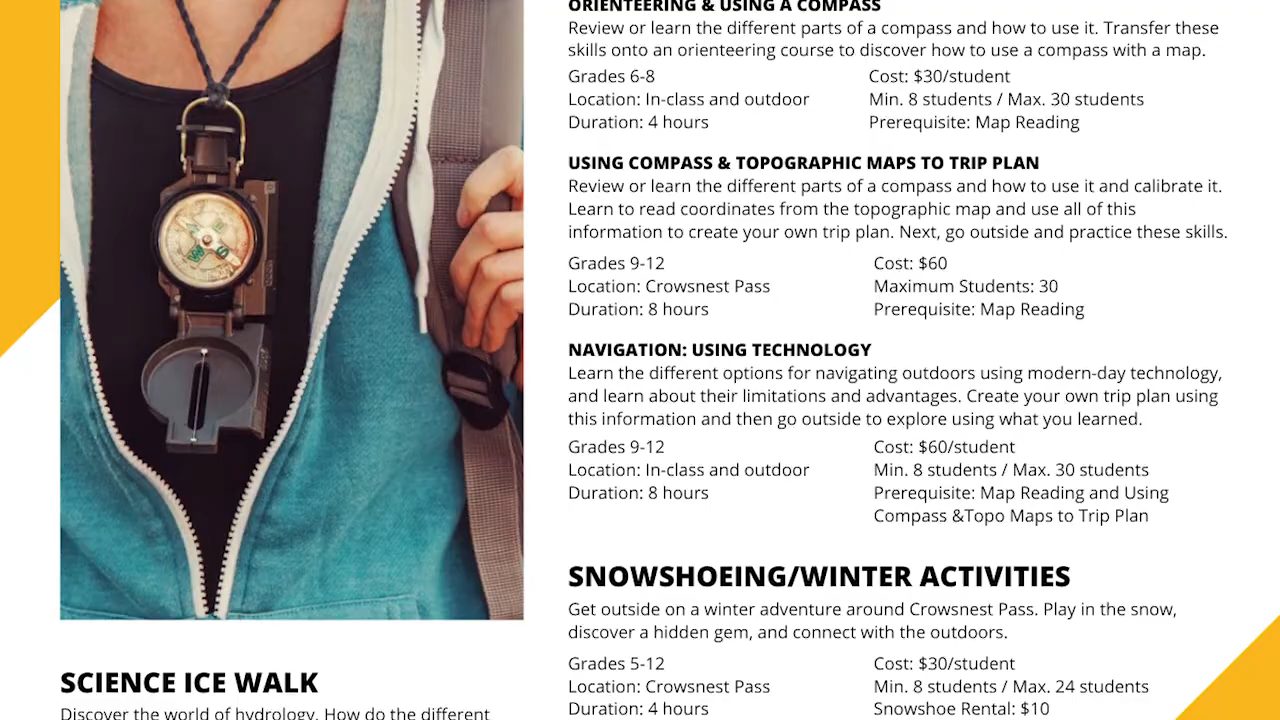 ORIENTEERING & USING A COMPASS
Review or learn the different parts of a compass and how to use it. Transfer these
skills onto an orienteering course to discover how to use a compass with a map.
Grades 6-8
Location: In-class and outdoor
Duration: 4 hours
Cost: $30/student
Min. 8 students / Max. 30 students
Prerequisite: Map Reading
USING COMPASS & TOPOGRAPHIC MAPS TO TRIP PLAN
Review or learn the different parts of a compass and how to use it and calibrate it.
Learn to read coordinates from the topographic map and use all of this
information to create your own trip plan. Next, go outside and practice these skills.
Grades 9-12
Location: Crowsnest Pass
Duration: 8 hours
Cost: $60
Maximum Students: 30
Prerequisite: Map Reading
NAVIGATION: USING TECHNOLOGY
Learn the different options for navigating outdoors using modern-day technology,
and learn about their limitations and advantages. Create your own trip plan using
this information and then go outside to explore using what you learned.
Grades 9-12
Location: In-class and outdoor
Duration: 8 hours
Cost: $60/student
Min. 8 students / Max. 30 students
Prerequisite: Map Reading and Using
Compass &Topo Maps to Trip Plan
SNOWSHOEING/WINTER ACTIVITIES
Get outside on a winter adventure around Crowsnest Pass. Play in the snow,
discover a hidden gem, and connect with the outdoors.
Grades 5-12
Location: Crowsnest Pass
Duration: 4 hours
Cost: $30/student
Min. 8 students / Max. 24 students
Snowshoe Rental: $10
SCIENCE ICE WALK
Discover the world of hydrology. How do the different